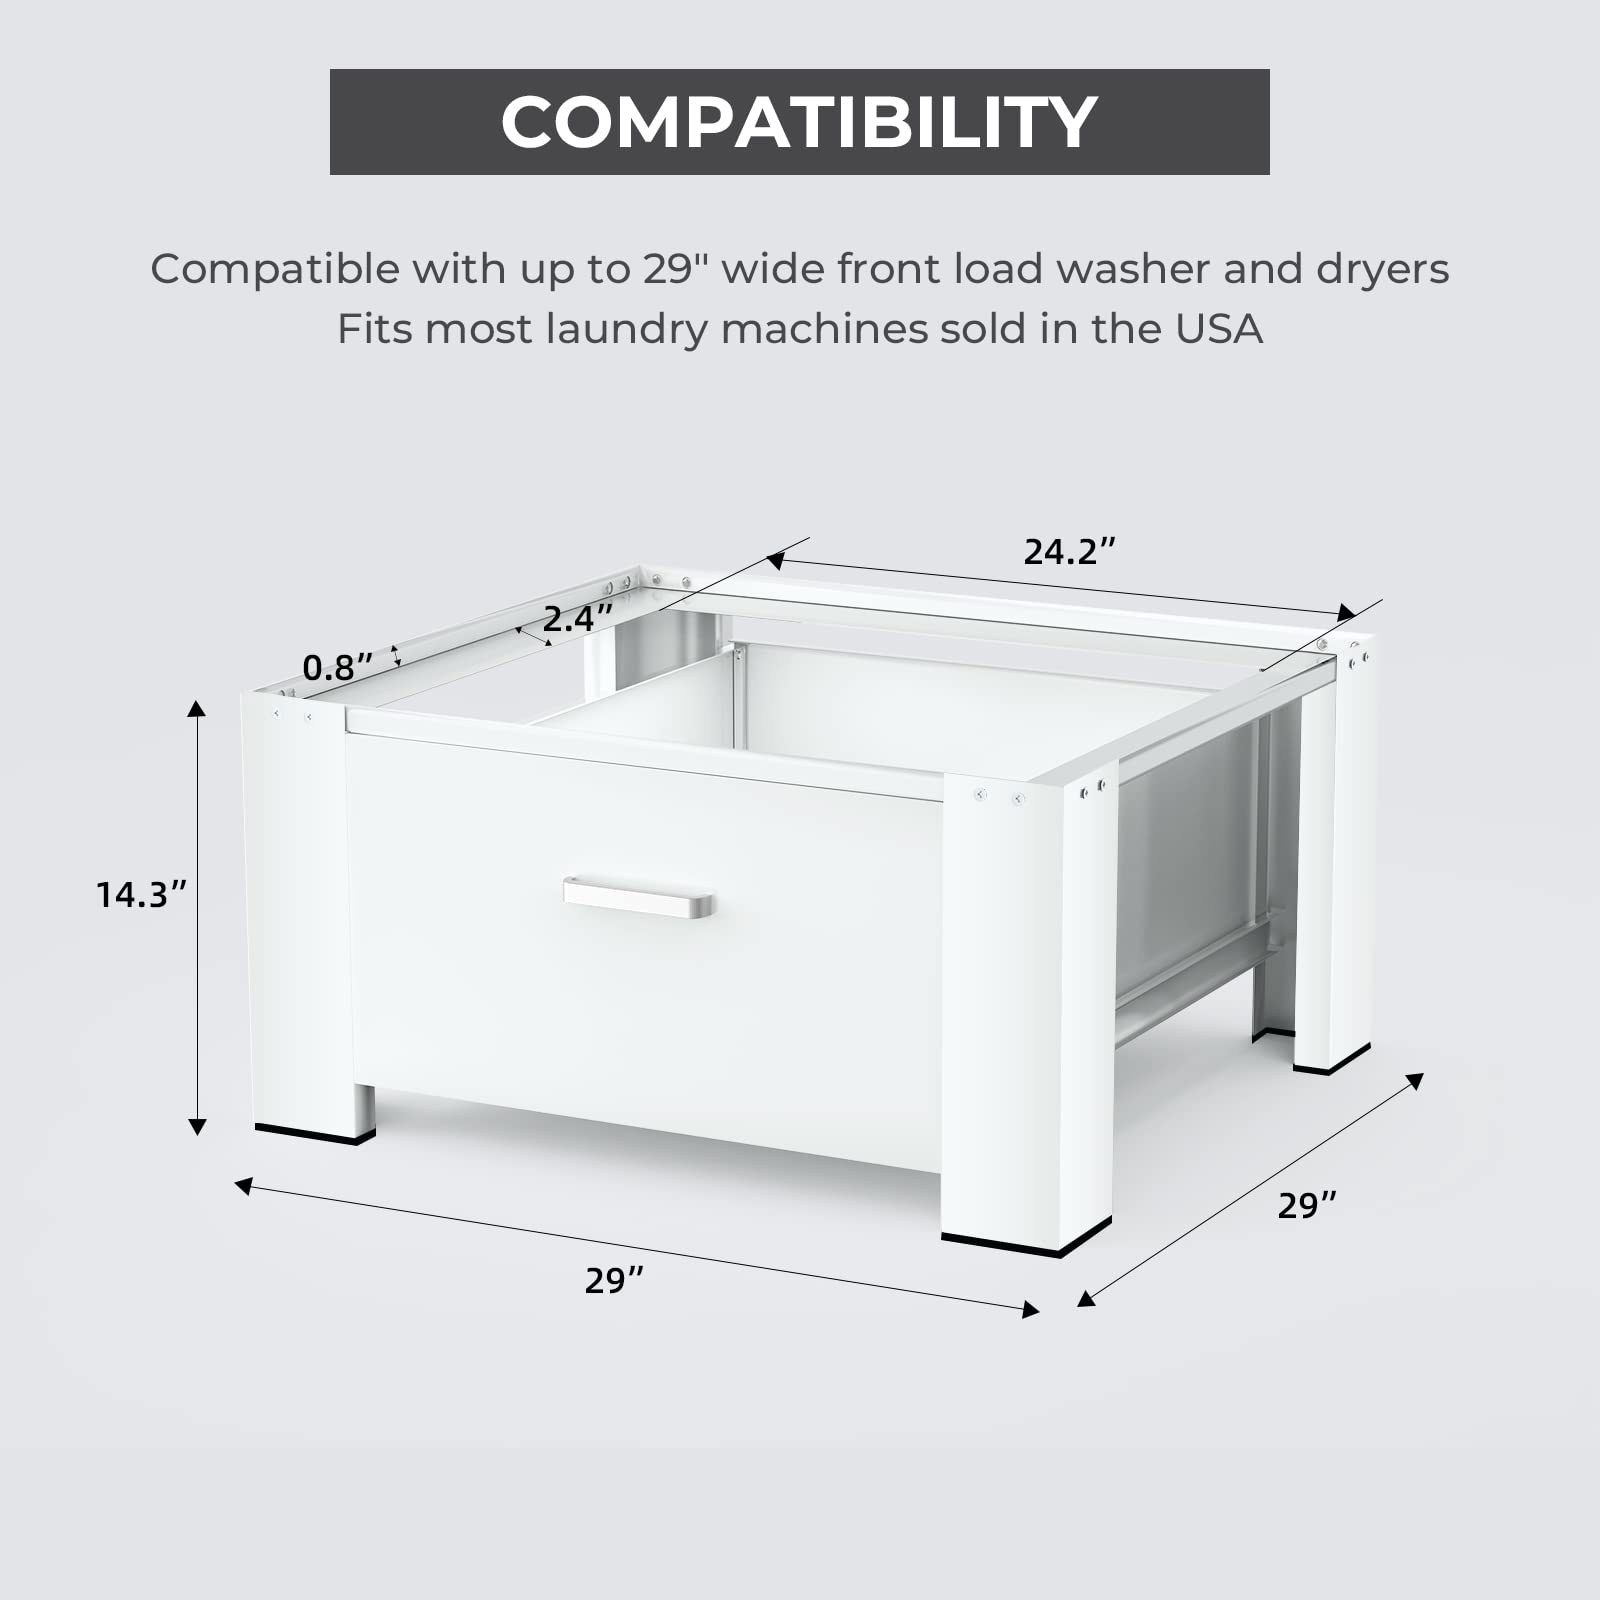 COMPATIBILITY
Compatible with up to 29" wide front load washer and dryers
Fits most laundry machines sold in the USA
24.2”
2.4”
0.8”
14.3”
29”
29”